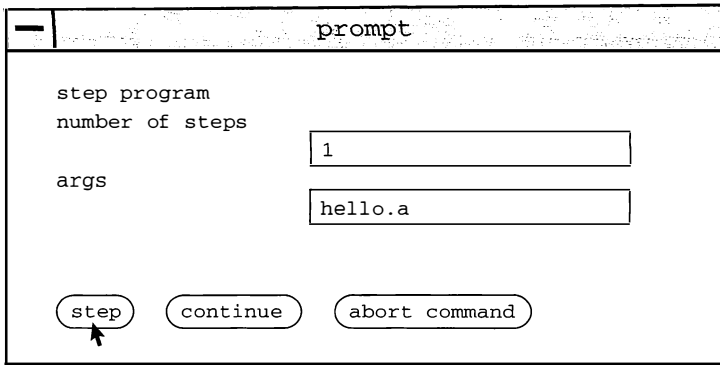 prompt
step program
number of steps
1
args
hello.a
step continue abort command